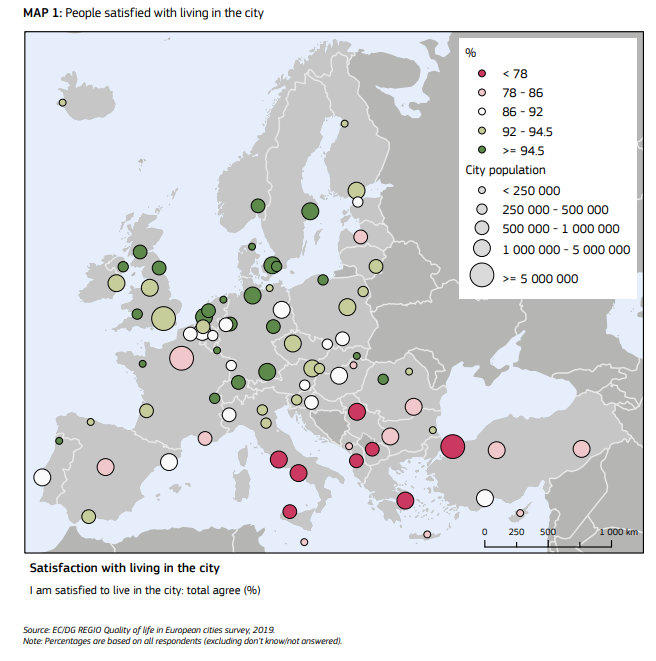 MAP 1: People satisfied with living in the city
%
< 78
78 - 86
86 - 92
92 - 94.5
>= 94.5
City population
< 250 000
250 000 - 500 000
500 000 - 1 000 000
1 000 000 - 5 000 000
>= 5 000 000
0 250 500 1 000 km
Satisfaction with living in the city
I am satisfied to live in the city: total agree (%)
Source: EC/DG REGIO Quality of life in European cities survey, 2019.
Note: Percentages are based on all respondents (excluding don't know/not answered).